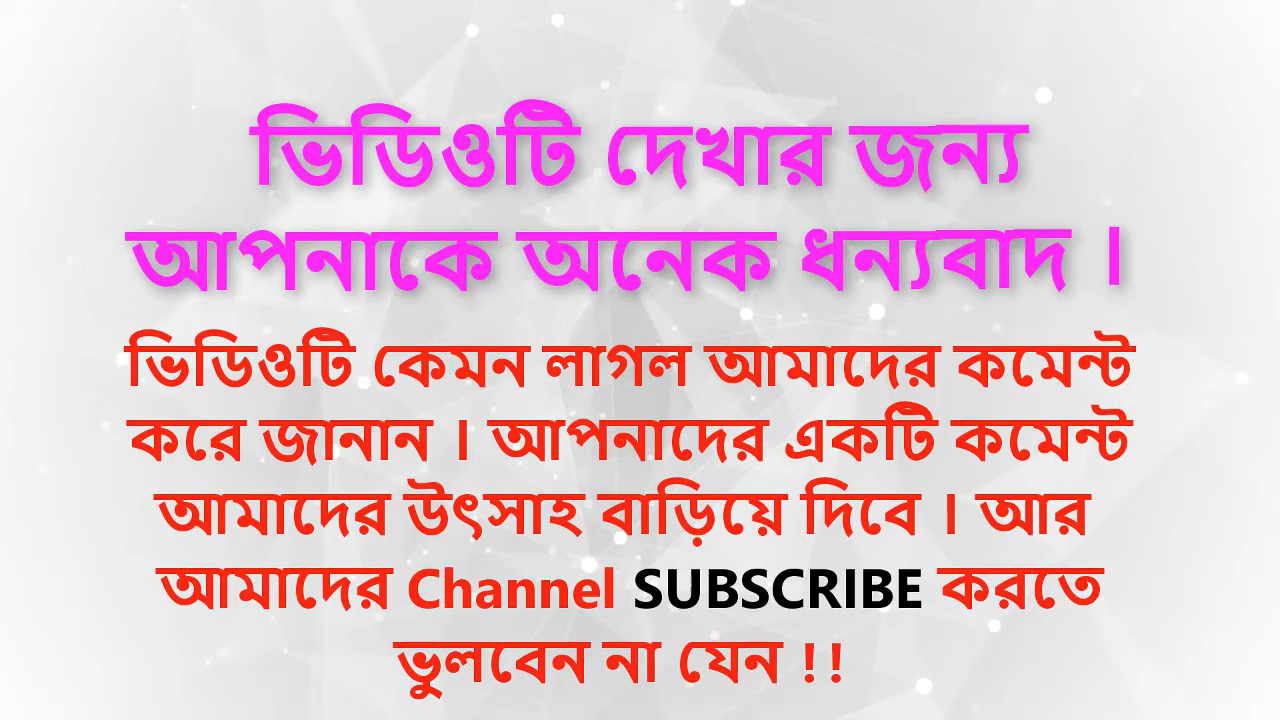 ভিডিওটি দেখার জন্য
আপনাকে অনেক ধন্যবাদ ।
ভিডিওটি কেমন লাগল আমাদের কমেন্ট
করে জানান । আপনাদের একটি কমেন্ট
আমাদের উৎসাহ বাড়িয়ে দিবে । আর
আমাদের Channel SUBSCRIBE করতে
ভুলবেন না যেন !!